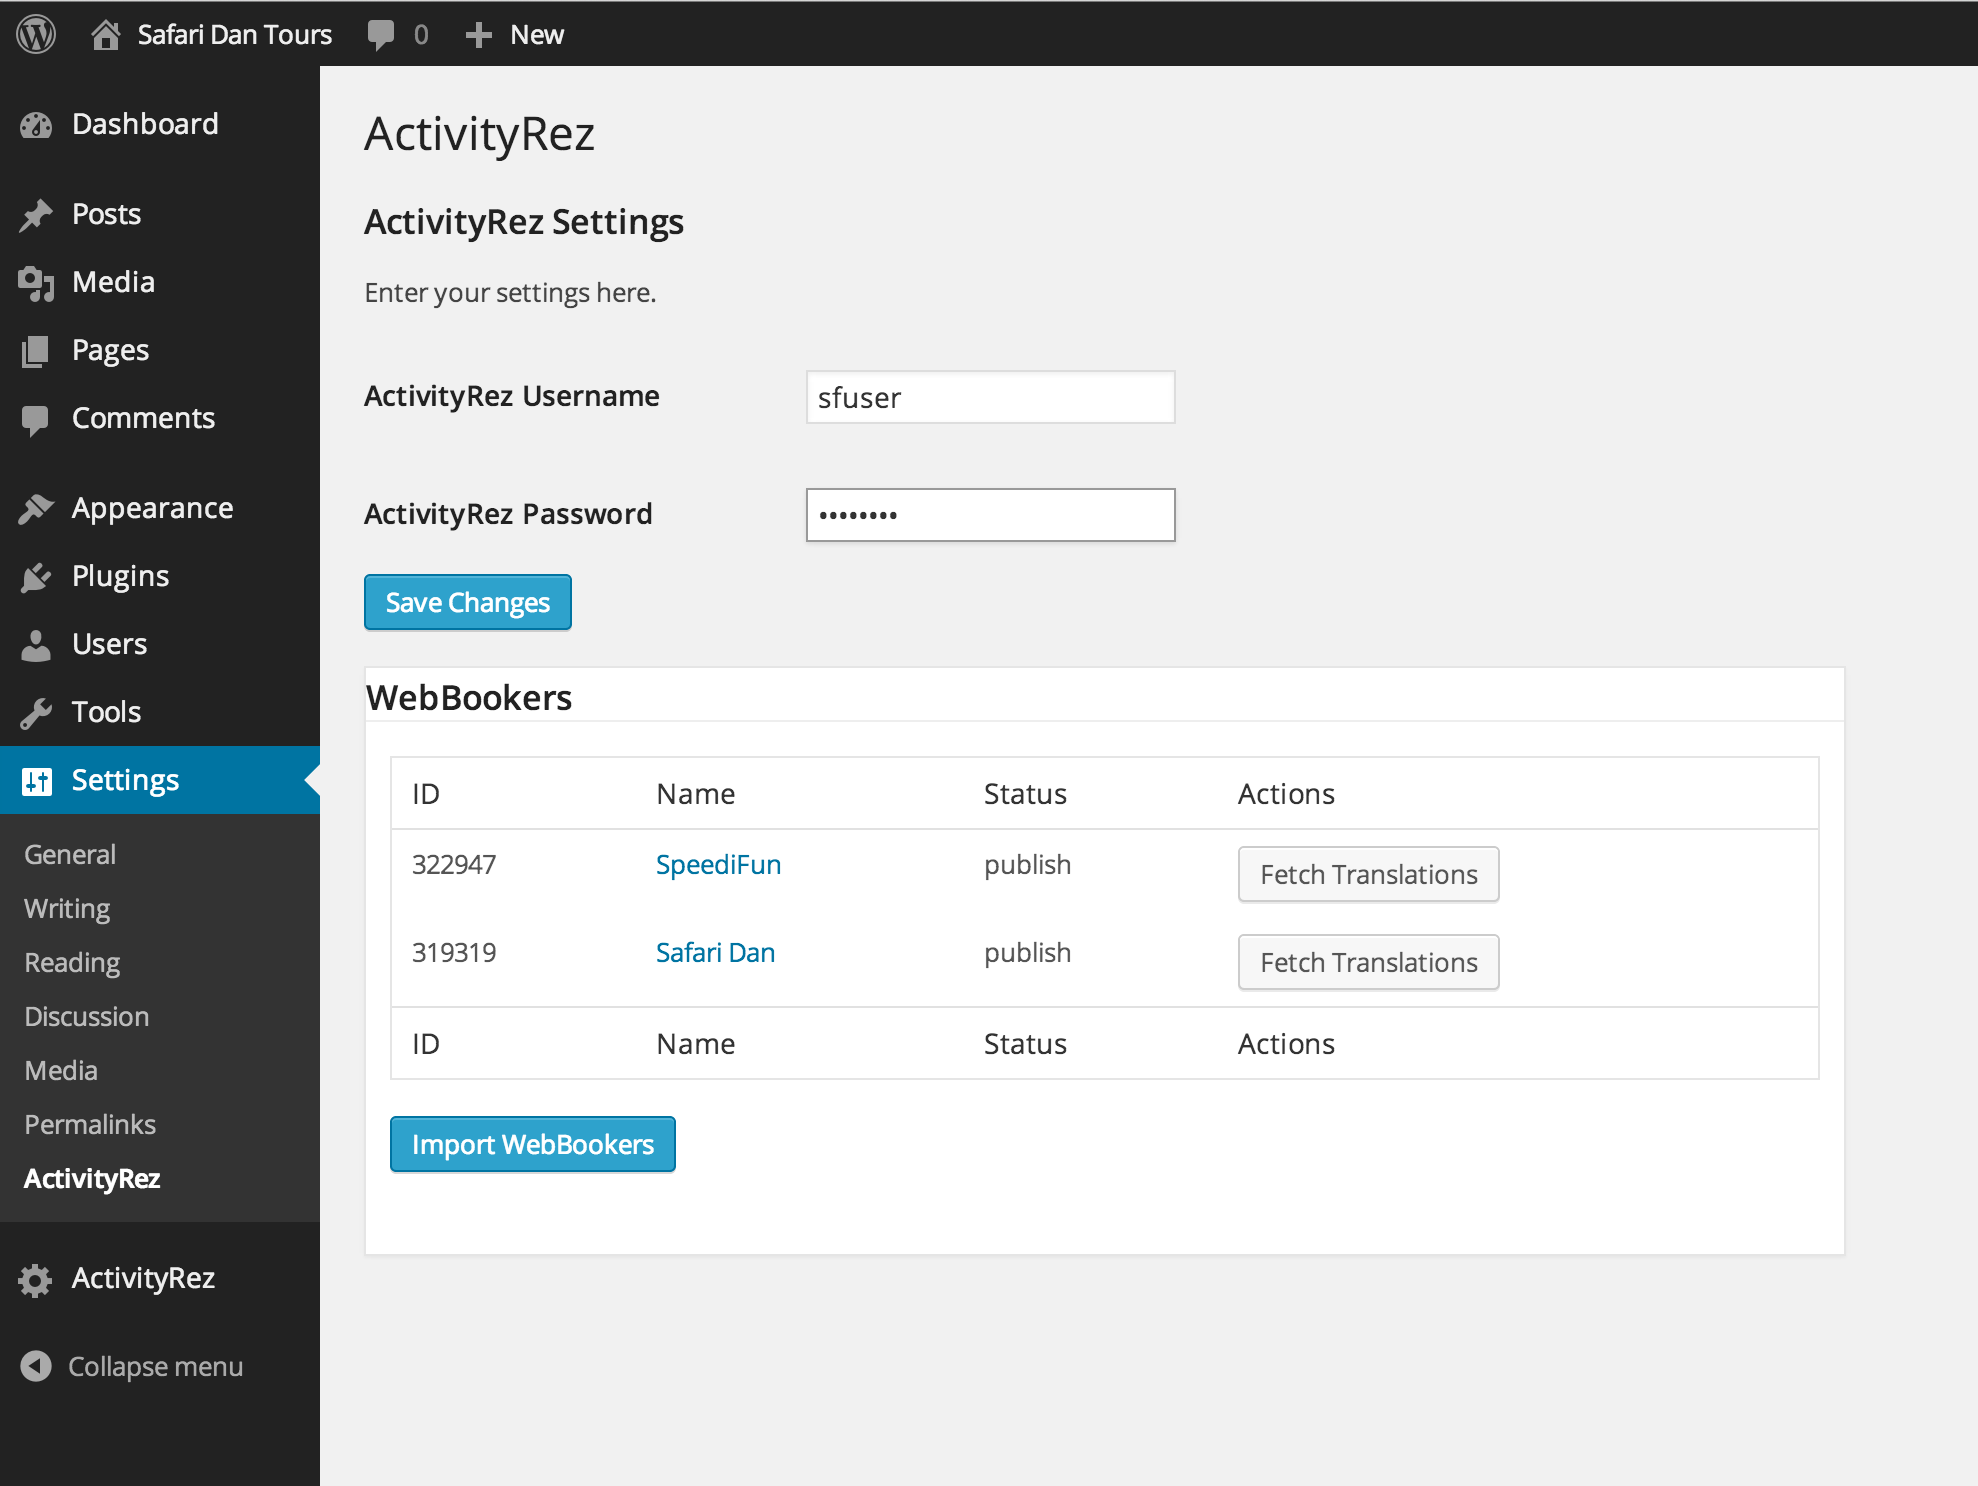 Safari Dan Tours 0 New
Dashboard
Posts
Media
Pages
Comments
Appearance
Plugins
Users
Tools
Settings
General
Writing
Reading
Discussion
Media
Permalinks
ActivityRez
ActivityRez
Collapse menu
ActivityRez
ActivityRez Settings
Enter your settings here.
ActivityRez Username sfuser
ActivityRez Password ••••••••
Save Changes
WebBookers
ID Name Status Actions
322947 SpeediFun publish Fetch Translations
319319 Safari Dan publish Fetch Translations
ID Name Status Actions
Import WebBookers